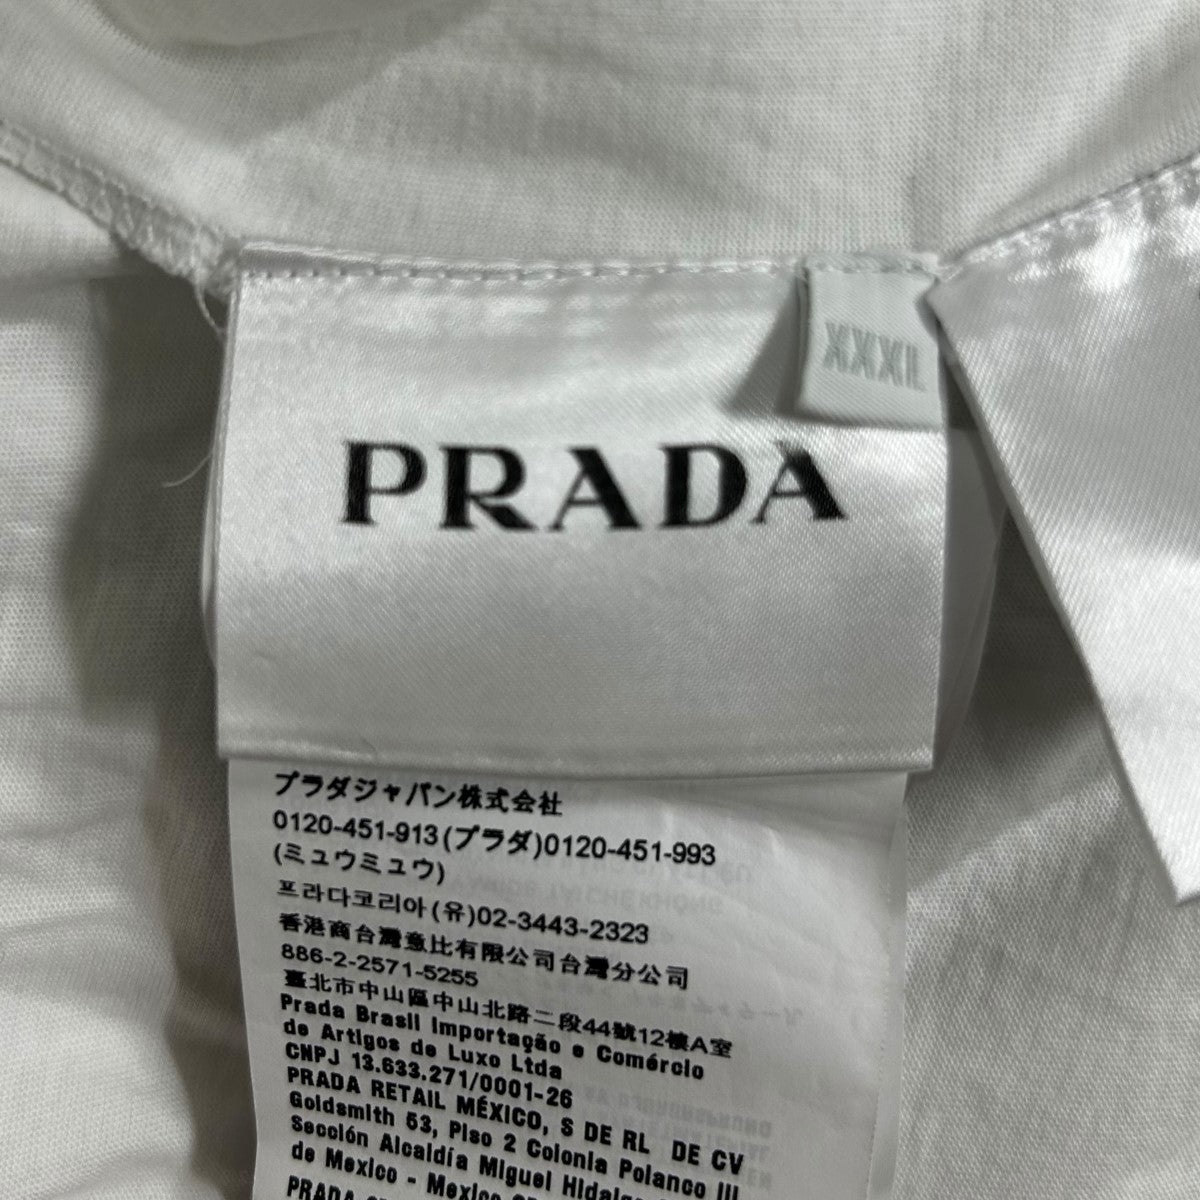 XXXL
PRADA
プラダジャパン株式会社
0120-451-913(プラダ)0120-451-993
(ミュウミュウ)
프라다코리아(유)02-3443-2323
香港商台灣意比有限公司台灣分公司
886-2-2571-5255
臺北市中山區中山北路二段44號12樓A室
Prada Brasil Importação e Comércio
de Artigos de Luxo Ltda
CNPJ 13.633.271/0001-26
PRADA RETAIL MÉXICO, S DE RL DE CV
Goldsmith 53, Piso 2 Colonia Polanco III
Sección Alcaldía Miguel Hidalgo
de Mexico - Mexico
PRADA